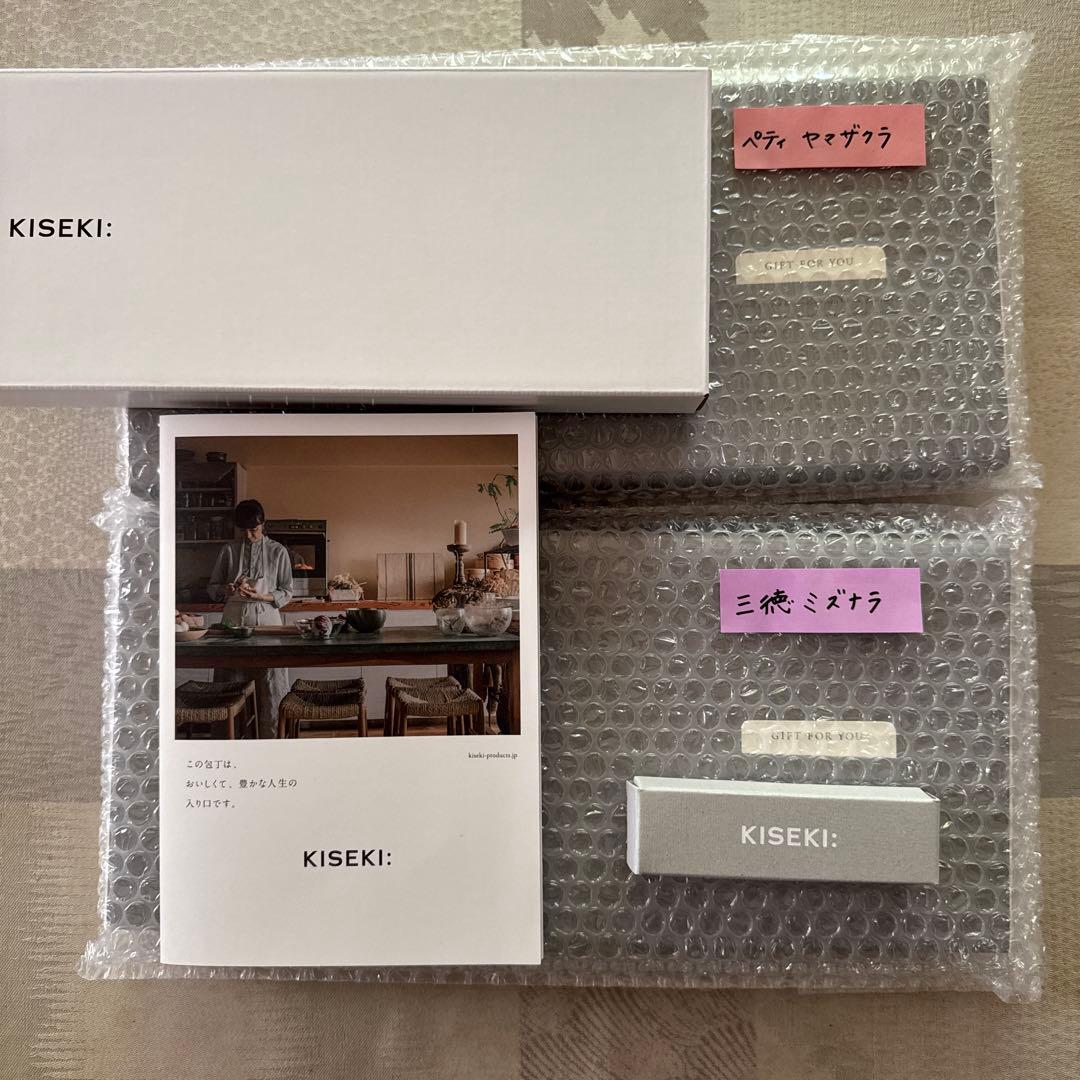 KISEKI:
ペティ ヤマザクラ
GIFT FOR YOU
三徳 ミズナラ
GIFT FOR YOU
kiseki-products.jp
この包丁は、
おいしくて、豊かな人生の
入り口です。
KISEKI:
KISEKI: